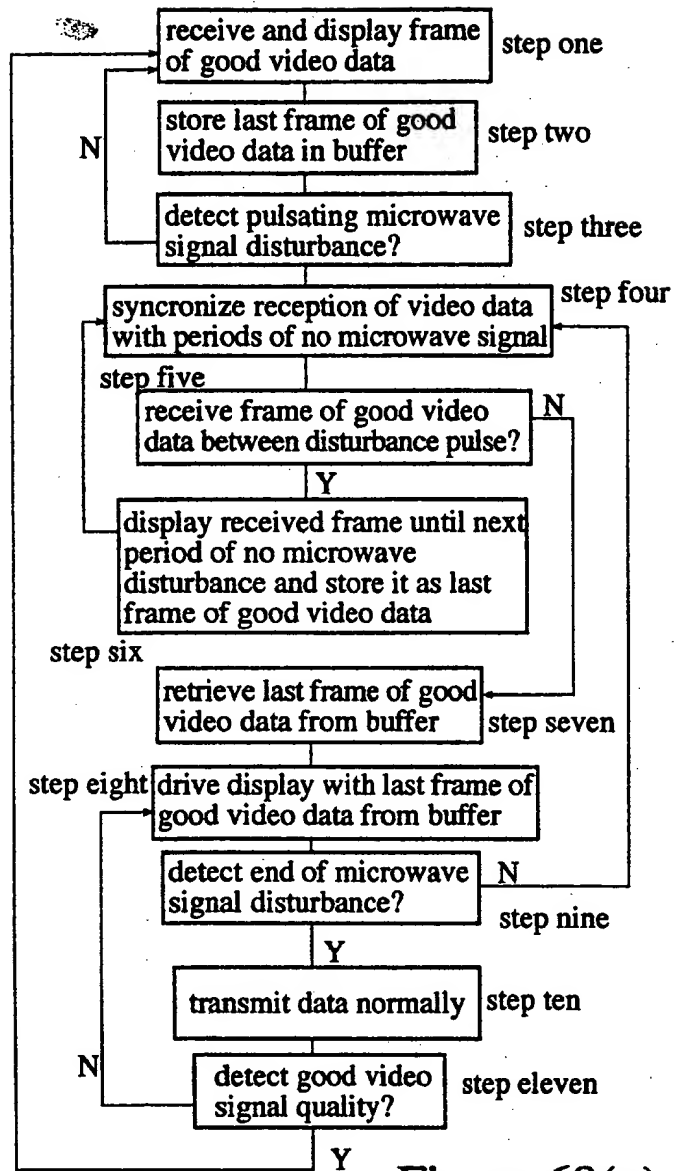 receive and display frame
of good video data
step one
store last frame of good
video data in buffer
step two
N
detect pulsating microwave
signal disturbance?
step three
syncronize reception of video data
with periods of no microwave signal
step four
step five
receive frame of good video
data between disturbance pulse?
N
Y
display received frame until next
period of no microwave
disturbance and store it as last
frame of good video data
step six
retrieve last frame of good
video data from buffer
step seven
step eight
drive display with last frame of
good video data from buffer
detect end of microwave
signal disturbance?
N
step nine
Y
transmit data normally
step ten
N
detect good video
signal quality?
step eleven
Y